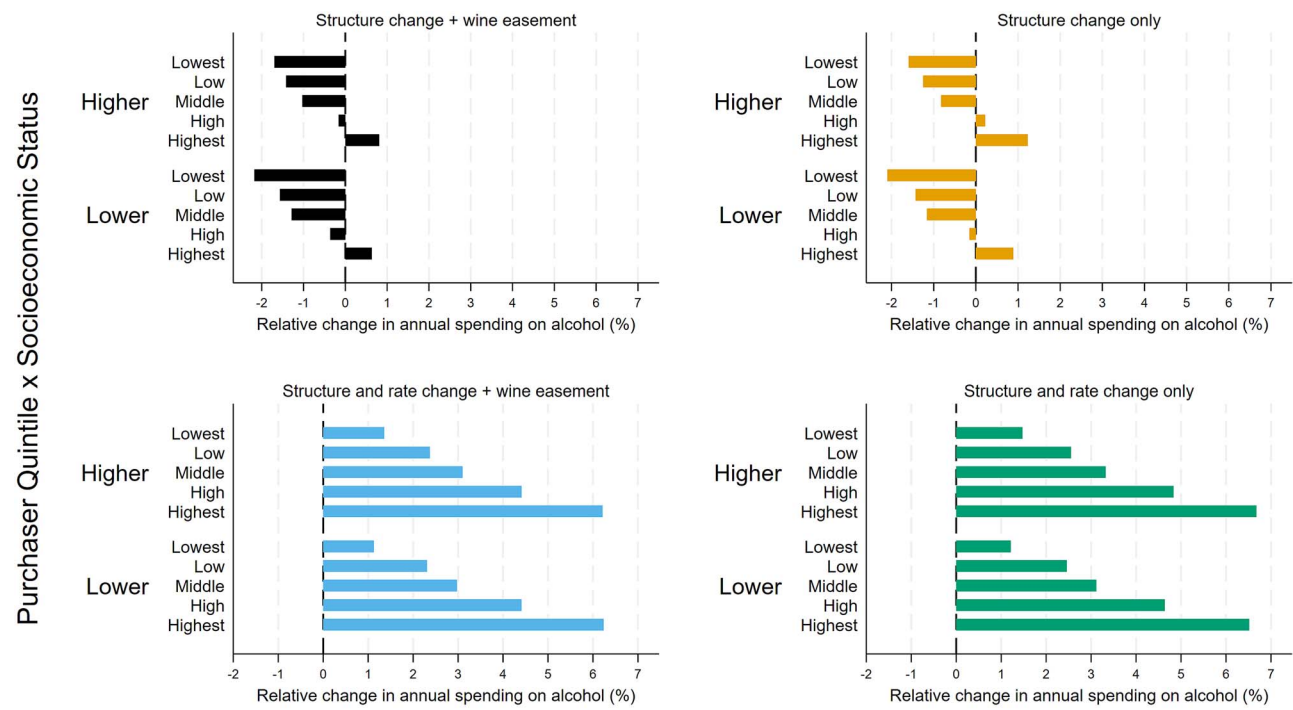 Purchaser Quintile x Socioeconomic Status
Structure change + wine easement
Higher
Lowest
Low
Middle
High
Highest
Lower
Lowest
Low
Middle
High
Highest
-2 -1 0 1 2 3 4 5 6 7
Relative change in annual spending on alcohol (%)
Structure change only
Higher
Lowest
Low
Middle
High
Highest
Lower
Lowest
Low
Middle
High
Highest
-2 -1 0 1 2 3 4 5 6 7
Relative change in annual spending on alcohol (%)
Structure and rate change + wine easement
Higher
Lowest
Low
Middle
High
Highest
Lower
Lowest
Low
Middle
High
Highest
-2 -1 0 1 2 3 4 5 6 7
Relative change in annual spending on alcohol (%)
Structure and rate change only
Higher
Lowest
Low
Middle
High
Highest
Lower
Lowest
Low
Middle
High
Highest
-2 -1 0 1 2 3 4 5 6 7
Relative change in annual spending on alcohol (%)